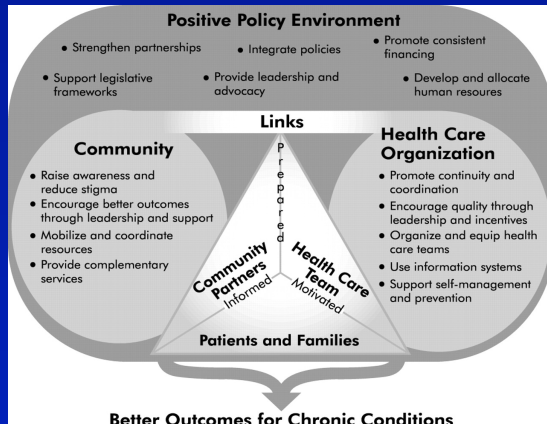 Positive Policy Environment
• Strengthen partnerships
• Integrate policies
• Promote consistent
financing
• Support legislative
frameworks
• Provide leadership and
advocacy
• Develop and allocate
human resoures
Links
Community
• Raise awareness and
reduce stigma
• Encourage better outcomes
through leadership and support
• Mobilize and coordinate
resources
• Provide complementary
services
Prepared
Community
Partners
Informed
Health Care
Team
Motivated
Patients and Families
Health Care
Organization
• Promote continuity and
coordination
• Encourage quality through
leadership and incentives
• Organize and equip health
care teams
• Use information systems
• Support self-management
and prevention
Better Outcomes for Chronic Conditions